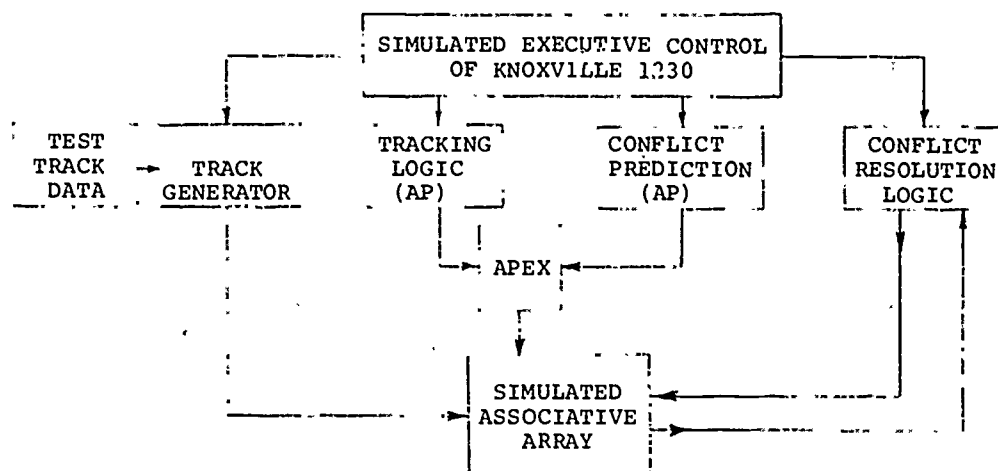 SIMULATED EXECUTIVE CONTROL
OF KNOXVILLE 1230
TEST
TRACK
DATA
TRACK
GENERATOR
TRACKING
LOGIC
(AP)
CONFLICT
PREDICTION
(AP)
CONFLICT
RESOLUTION
LOGIC
APEX
SIMULATED
ASSOCIATIVE
ARRAY